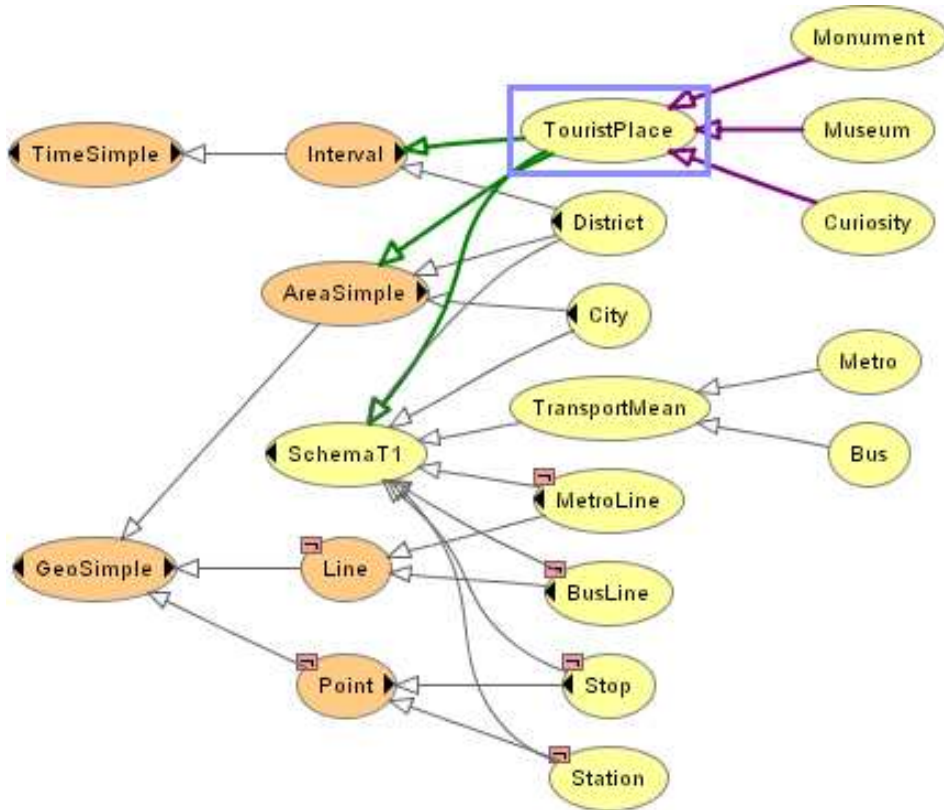 Monument
TouristPlace
Museum
TimeSimple
Interval
District
Curiosity
AreaSimple
City
Metro
TransportMean
SchemaT1
Bus
MetroLine
GeoSimple
Line
BusLine
Point
Stop
Station